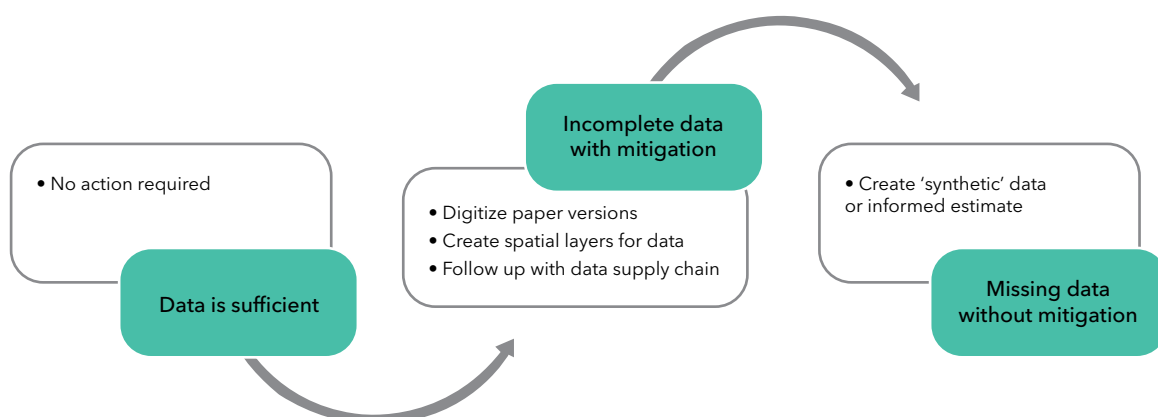 • No action required
Data is sufficient
Incomplete data
with mitigation
• Digitize paper versions
• Create spatial layers for data
• Follow up with data supply chain
• Create ‘synthetic’ data
or informed estimate
Missing data
without mitigation